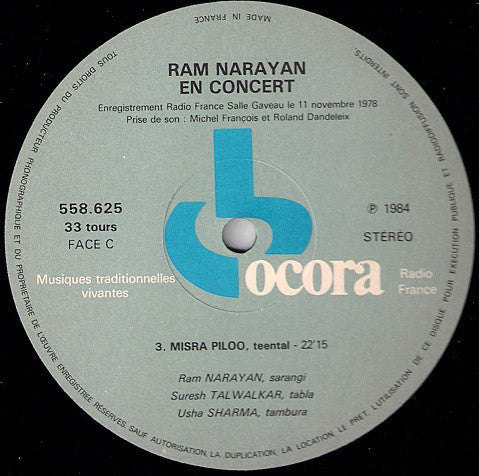 MADE IN FRANCE
TOUS DROITS DU PRODUCTEUR PHONOGRAPHIQUE ET DU PROPRIETAIRE DE L'ŒUVRE ENREGISTRÉE RÉSERVES. SAUF AUTORISATION, LA DUPLICATION, LA LOCATION, LE PRET, L'UTILISATION DE CE DISQUE POUR EXECUTION PUBLIQUE ET RADIODIFFUSION SONT INTERDITS.
RAM NARAYAN
EN CONCERT
Enregistrement Radio France Salle Gaveau le 11 novembre 1978
Prise de son : Michel François et Roland Dandeleix
558.625
33 tours
FACE C
℗ 1984
STÉRÉO
Musiques traditionnelles
vivantes
ocora
Radio
France
3. MISRA PILOO, teental - 22'15
Ram NARAYAN, sarangi
Suresh TALWALKAR, tabla
Usha SHARMA, tambura